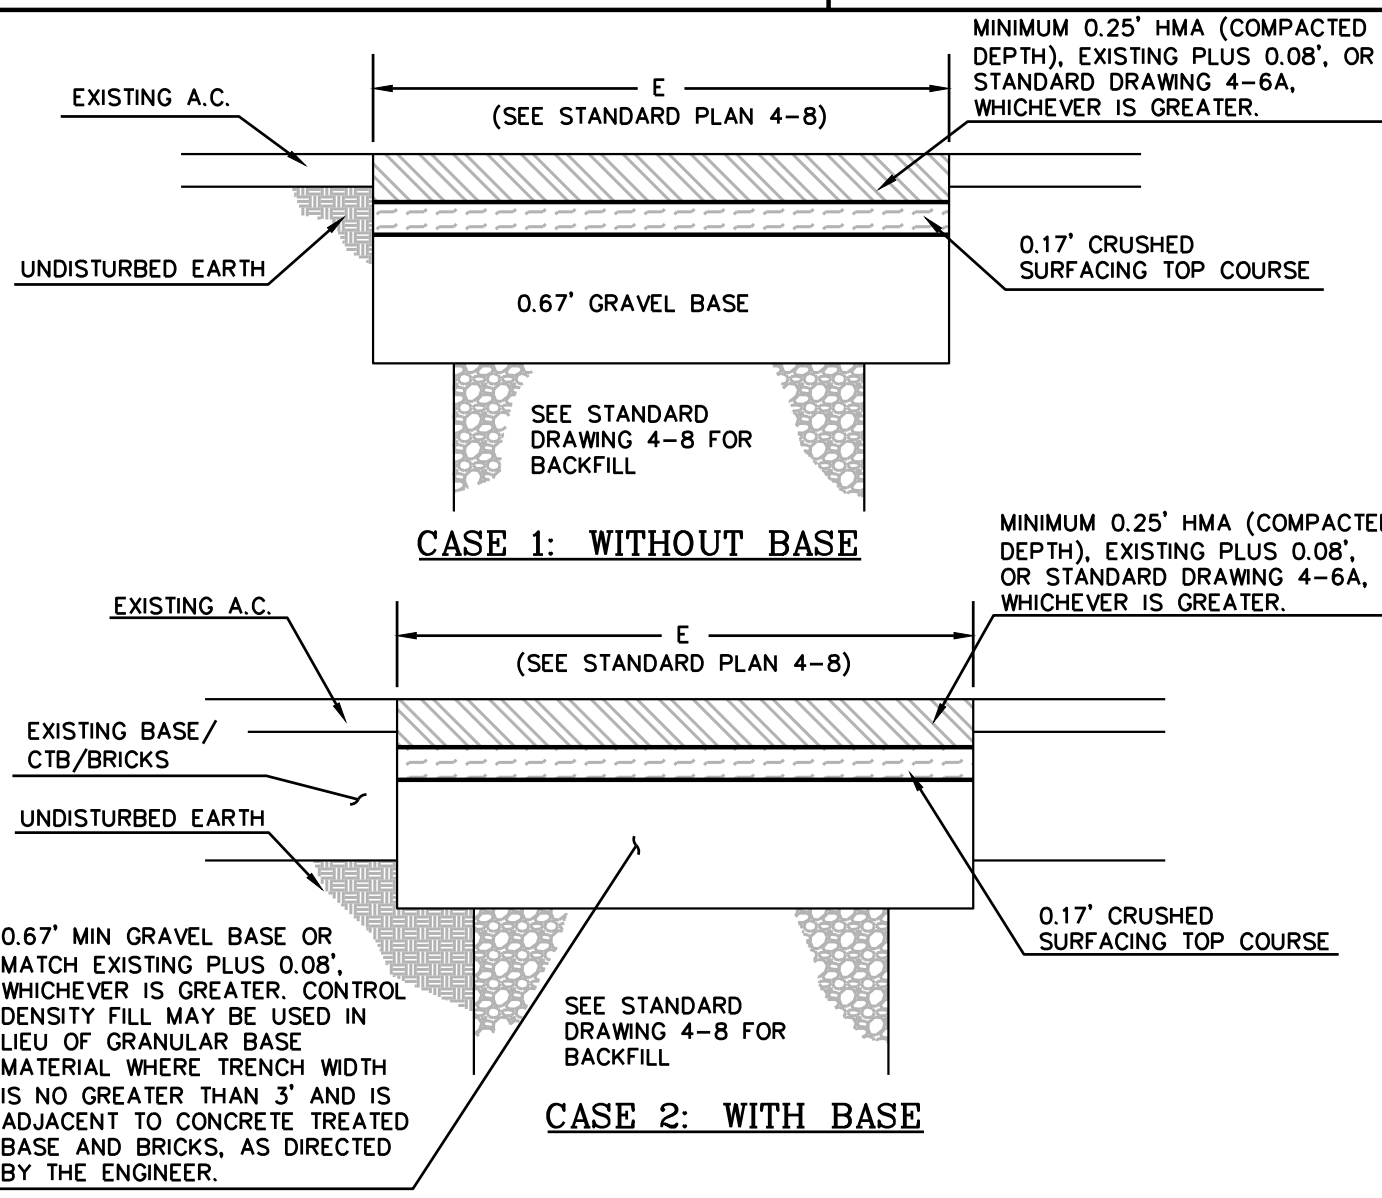 MINIMUM 0.25' HMA (COMPACTED
DEPTH), EXISTING PLUS 0.08', OR
STANDARD DRAWING 4-6A,
WHICHEVER IS GREATER.
EXISTING A.C.
E
(SEE STANDARD PLAN 4-8)
UNDISTURBED EARTH
0.17' CRUSHED
SURFACING TOP COURSE
0.67' GRAVEL BASE
SEE STANDARD
DRAWING 4-8 FOR
BACKFILL
CASE 1: WITHOUT BASE
MINIMUM 0.25' HMA (COMPACTED
DEPTH), EXISTING PLUS 0.08',
OR STANDARD DRAWING 4-6A,
WHICHEVER IS GREATER.
EXISTING A.C.
E
(SEE STANDARD PLAN 4-8)
EXISTING BASE/
CTB/BRICKS
UNDISTURBED EARTH
0.17' CRUSHED
SURFACING TOP COURSE
0.67' MIN GRAVEL BASE OR
MATCH EXISTING PLUS 0.08',
WHICHEVER IS GREATER. CONTROL
DENSITY FILL MAY BE USED IN
LIEU OF GRANULAR BASE
MATERIAL WHERE TRENCH WIDTH
IS NO GREATER THAN 3' AND IS
ADJACENT TO CONCRETE TREATED
BASE AND BRICKS, AS DIRECTED
BY THE ENGINEER.
SEE STANDARD
DRAWING 4-8 FOR
BACKFILL
CASE 2: WITH BASE